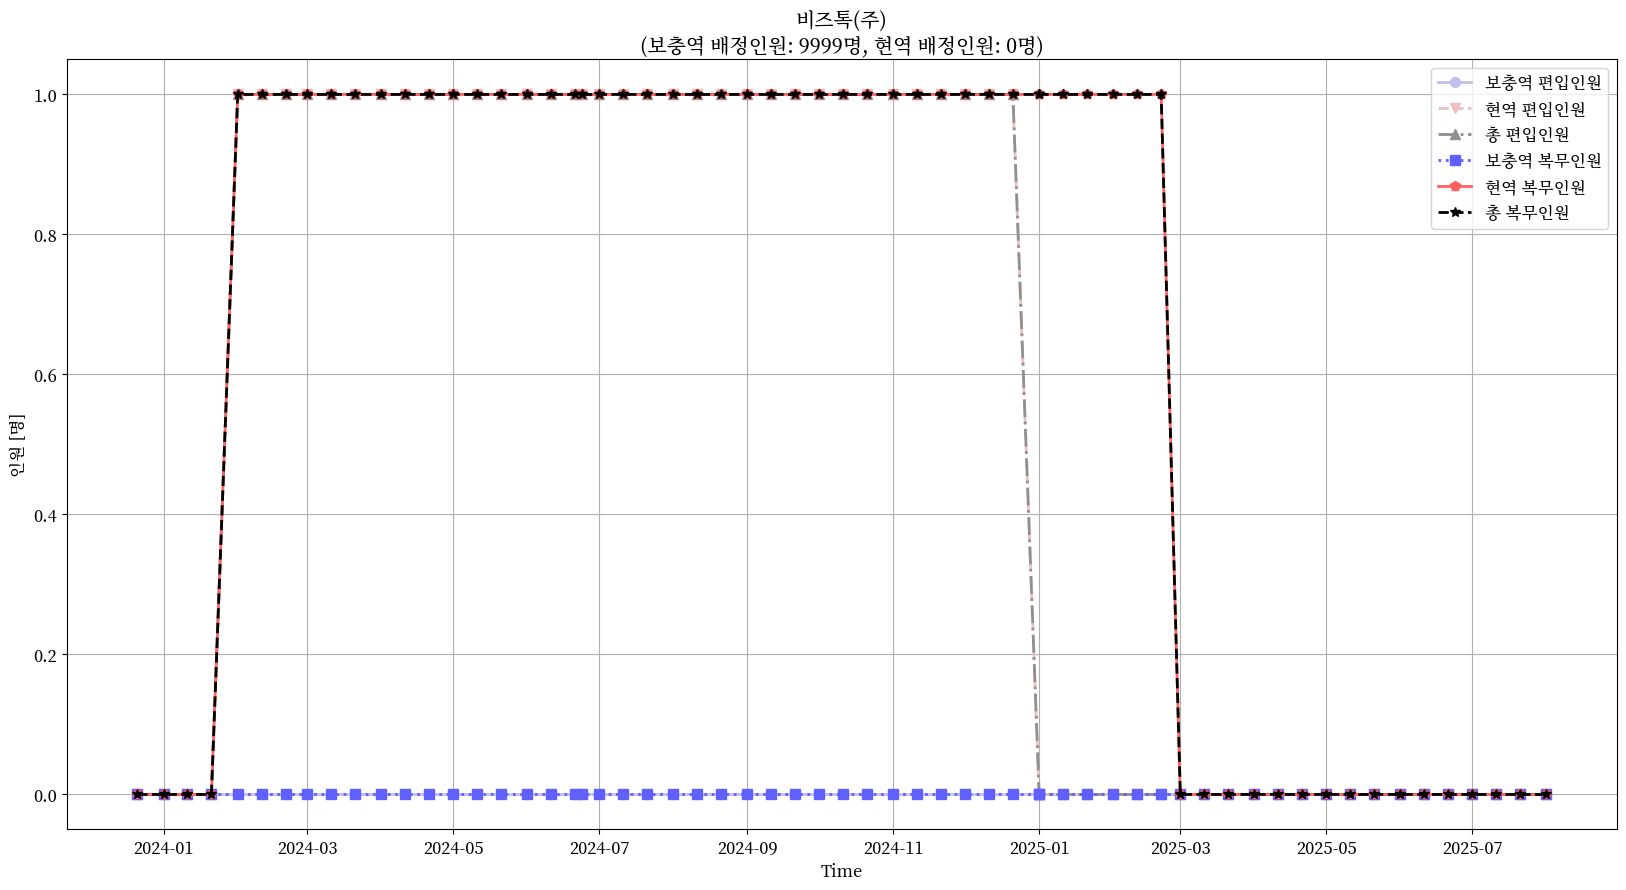 비즈톡(주)
(보충역 배정인원: 9999명, 현역 배정인원: 0명)
1.0
0.8
0.6
0.4
0.2
0.0
인원 [명]
보충역 편입인원
현역 편입인원
총 편입인원
보충역 복무인원
현역 복무인원
총 복무인원
2024-01 2024-03 2024-05 2024-07 2024-09 2024-11 2025-01 2025-03 2025-05 2025-07
Time